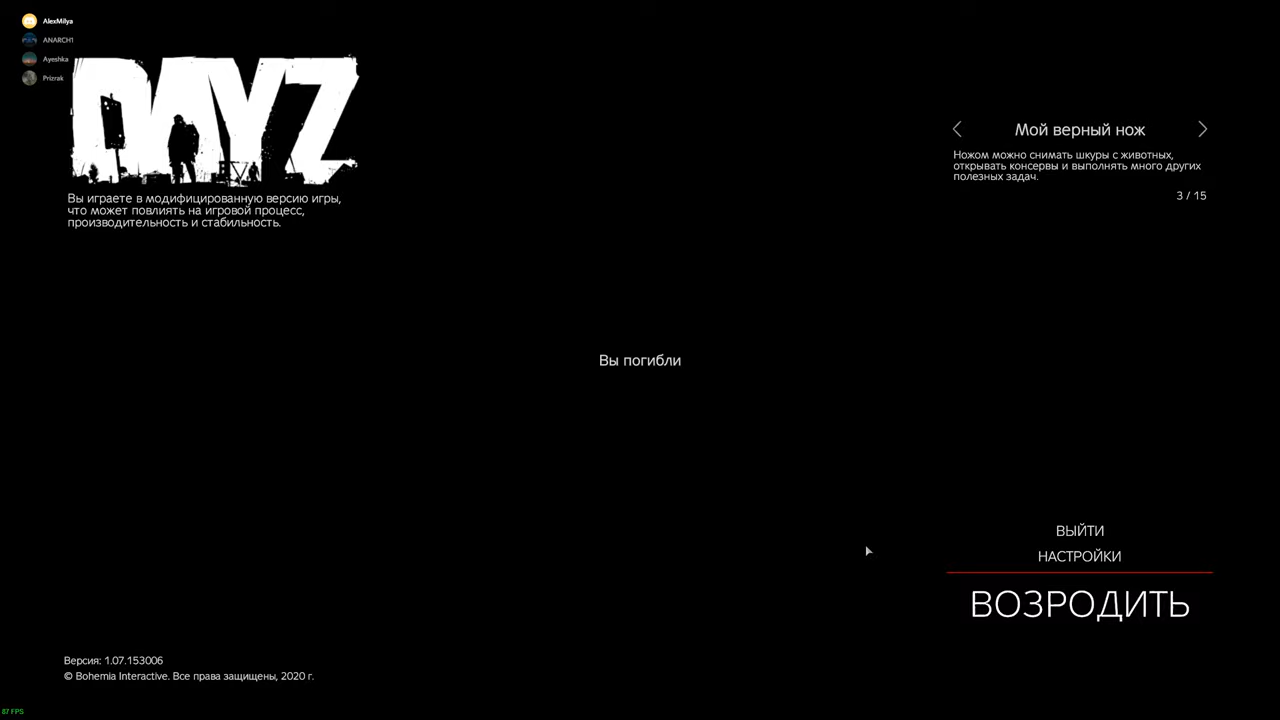 AlexMilya
ANARCH1
Ayeshka
Prizrak
DAYZ
Вы играете в модифицированную версию игры,
что может повлиять на игровой процесс,
производительность и стабильность.
Мой верный нож
Ножом можно снимать шкуры с животных,
открывать консервы и выполнять много других
полезных задач.
3 / 15
Вы погибли
ВЫЙТИ
НАСТРОЙКИ
ВОЗРОДИТЬ
Версия: 1.07.153006
© Bohemia Interactive. Все права защищены, 2020 г.
87 FPS